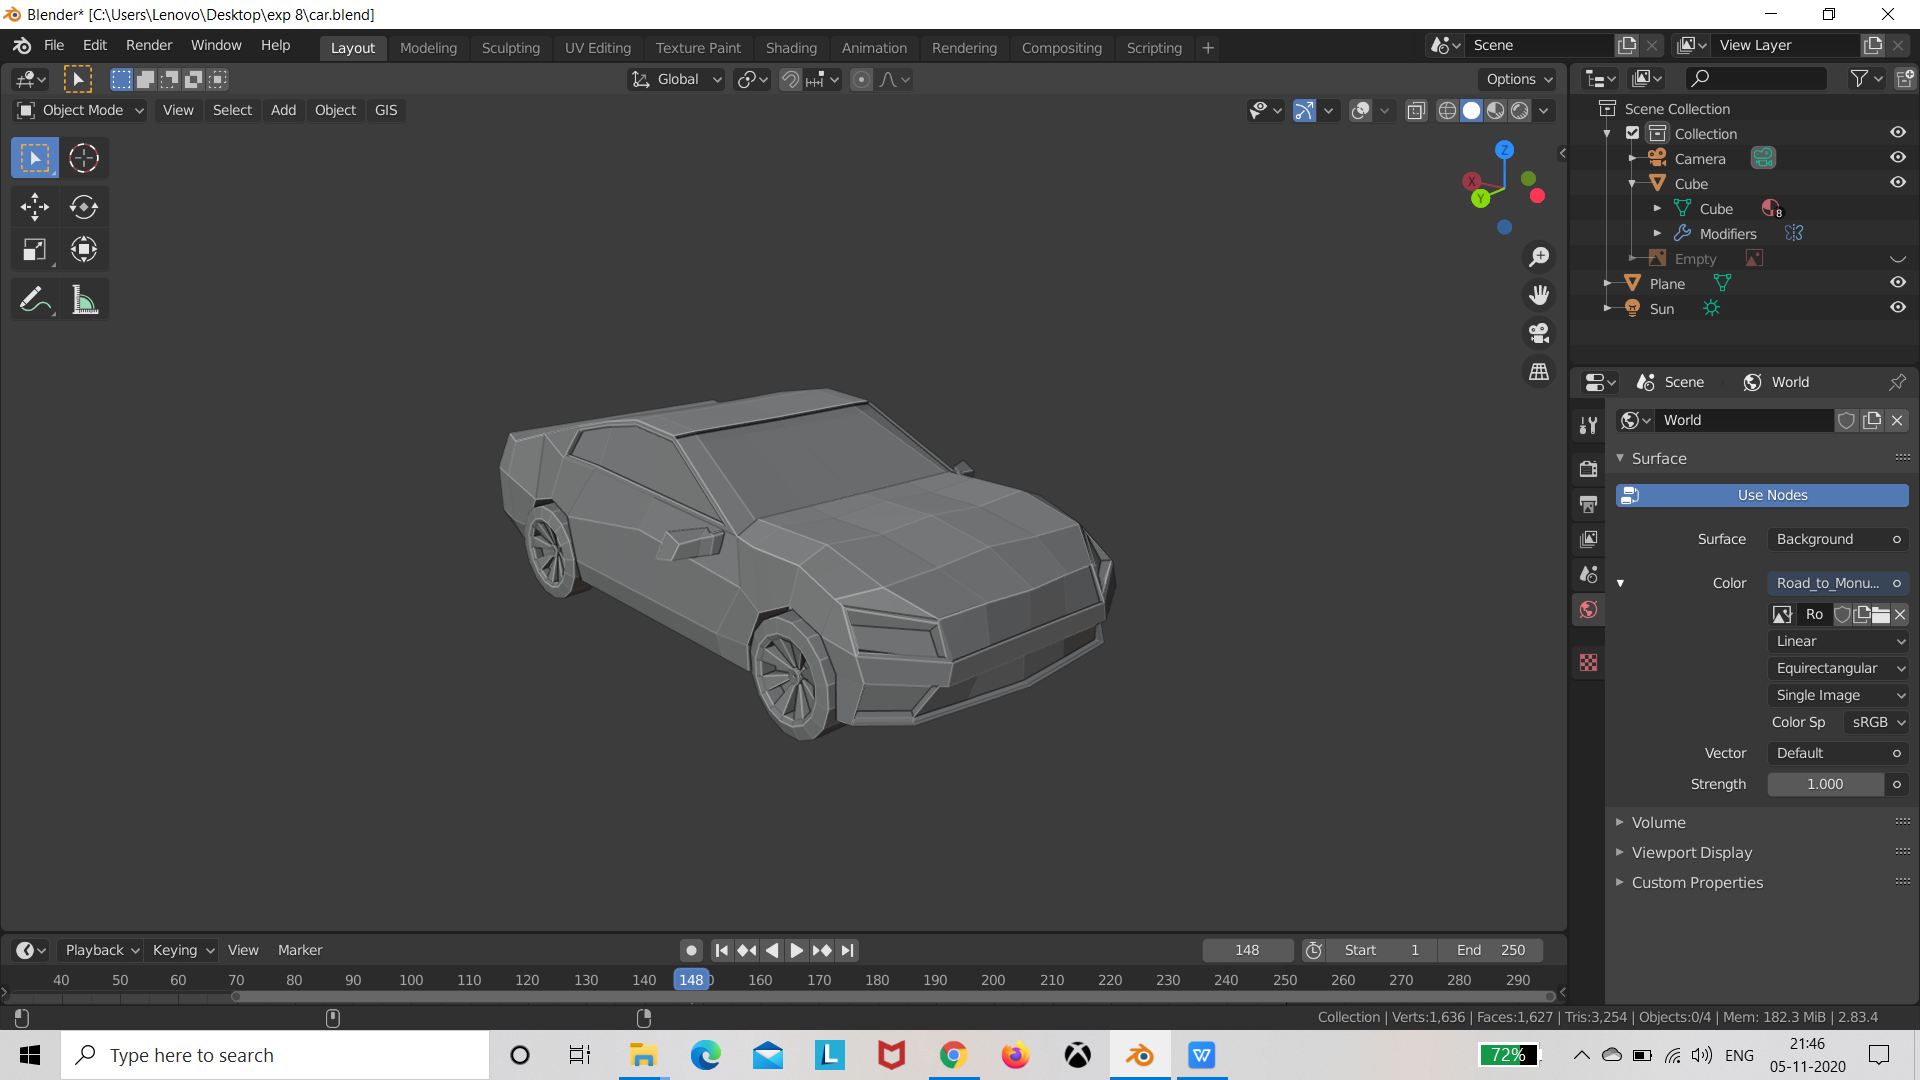 Blender* [C:\Users\Lenovo\Desktop\exp 8\car.blend]
File Edit Render Window Help Layout Modeling Sculpting UV Editing Texture Paint Shading Animation Rendering Compositing Scripting + Scene View Layer
Global Options
Object Mode View Select Add Object GIS
Z
X
Y
Scene Collection
Collection
Camera
Cube
Cube 8
Modifiers
Empty
Plane
Sun
Scene World
World
Surface
Use Nodes
Surface Background
Color Road_to_Monu...
Ro
Linear
Equirectangular
Single Image
Color Sp sRGB
Vector Default
Strength 1.000
Volume
Viewport Display
Custom Properties
Playback Keying View Marker 148 Start 1 End 250
40 50 60 70 80 90 100 110 120 130 140 148 160 170 180 190 200 210 220 230 240 250 260 270 280 290
Collection | Verts:1,636 | Faces:1,627 | Tris:3,254 | Objects:0/4 | Mem: 182.3 MiB | 2.83.4
Type here to search L W 72% ENG 21:46
05-11-2020